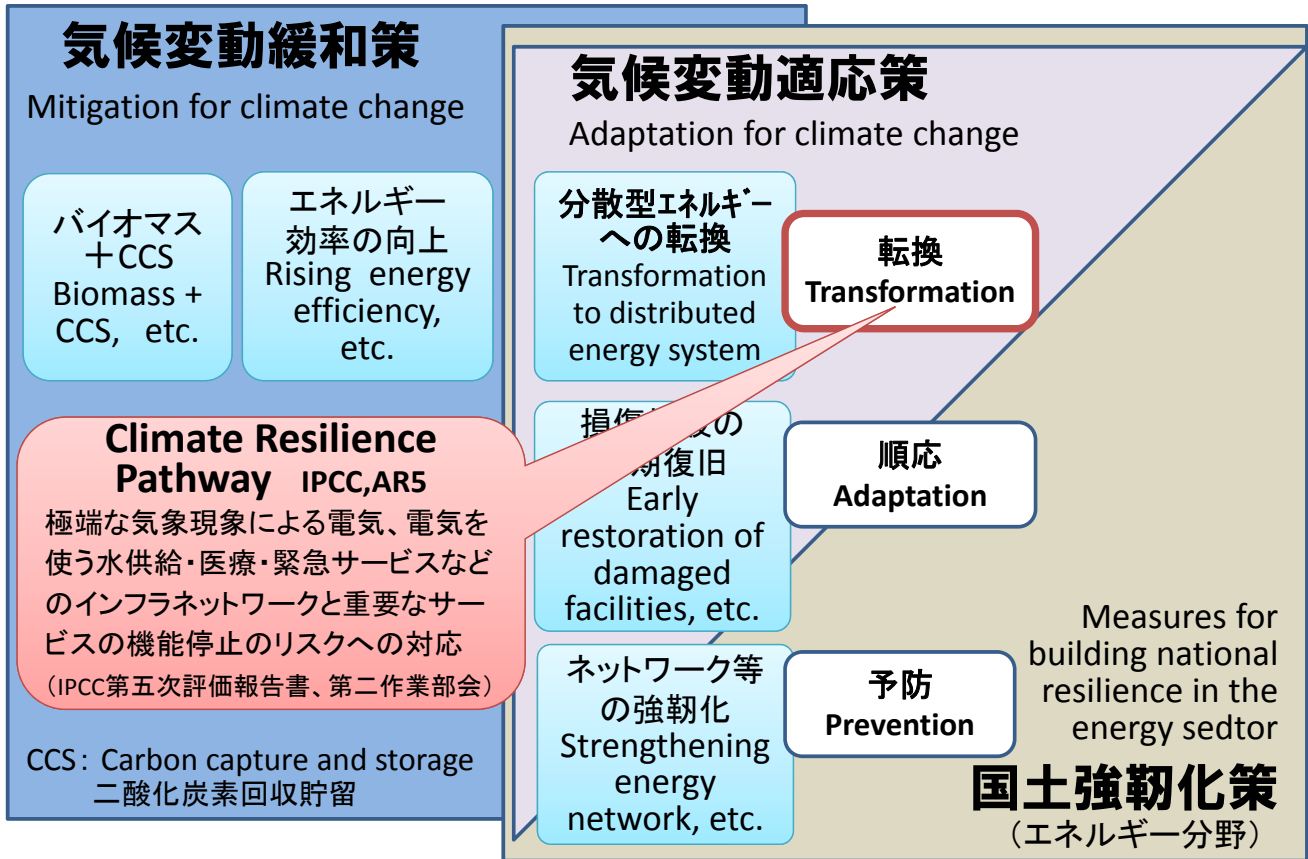 気候変動緩和策
Mitigation for climate change
バイオマス
＋CCS
Biomass +
CCS, etc.
エネルギー
効率の向上
Rising energy
efficiency,
etc.
Climate Resilience
Pathway IPCC,AR5
極端な気象現象による電気、電気を
使う水供給・医療・緊急サービスなど
のインフラネットワークと重要なサー
ビスの機能停止のリスクへの対応
（IPCC第五次評価報告書、第二作業部会）
CCS： Carbon capture and storage
二酸化炭素回収貯留
気候変動適応策
Adaptation for climate change
分散型ｴﾈﾙｷﾞｰ
への転換
Transformation
to distributed
energy system
転換
Transformation
損傷 の
期復旧
Early
restoration of
damaged
facilities, etc.
順応
Adaptation
ネットワーク等
の強靭化
Strengthening
energy
network, etc.
予防
Prevention
Measures for
building national
resilience in the
energy sedtor
国土強靭化策
（エネルギー分野）